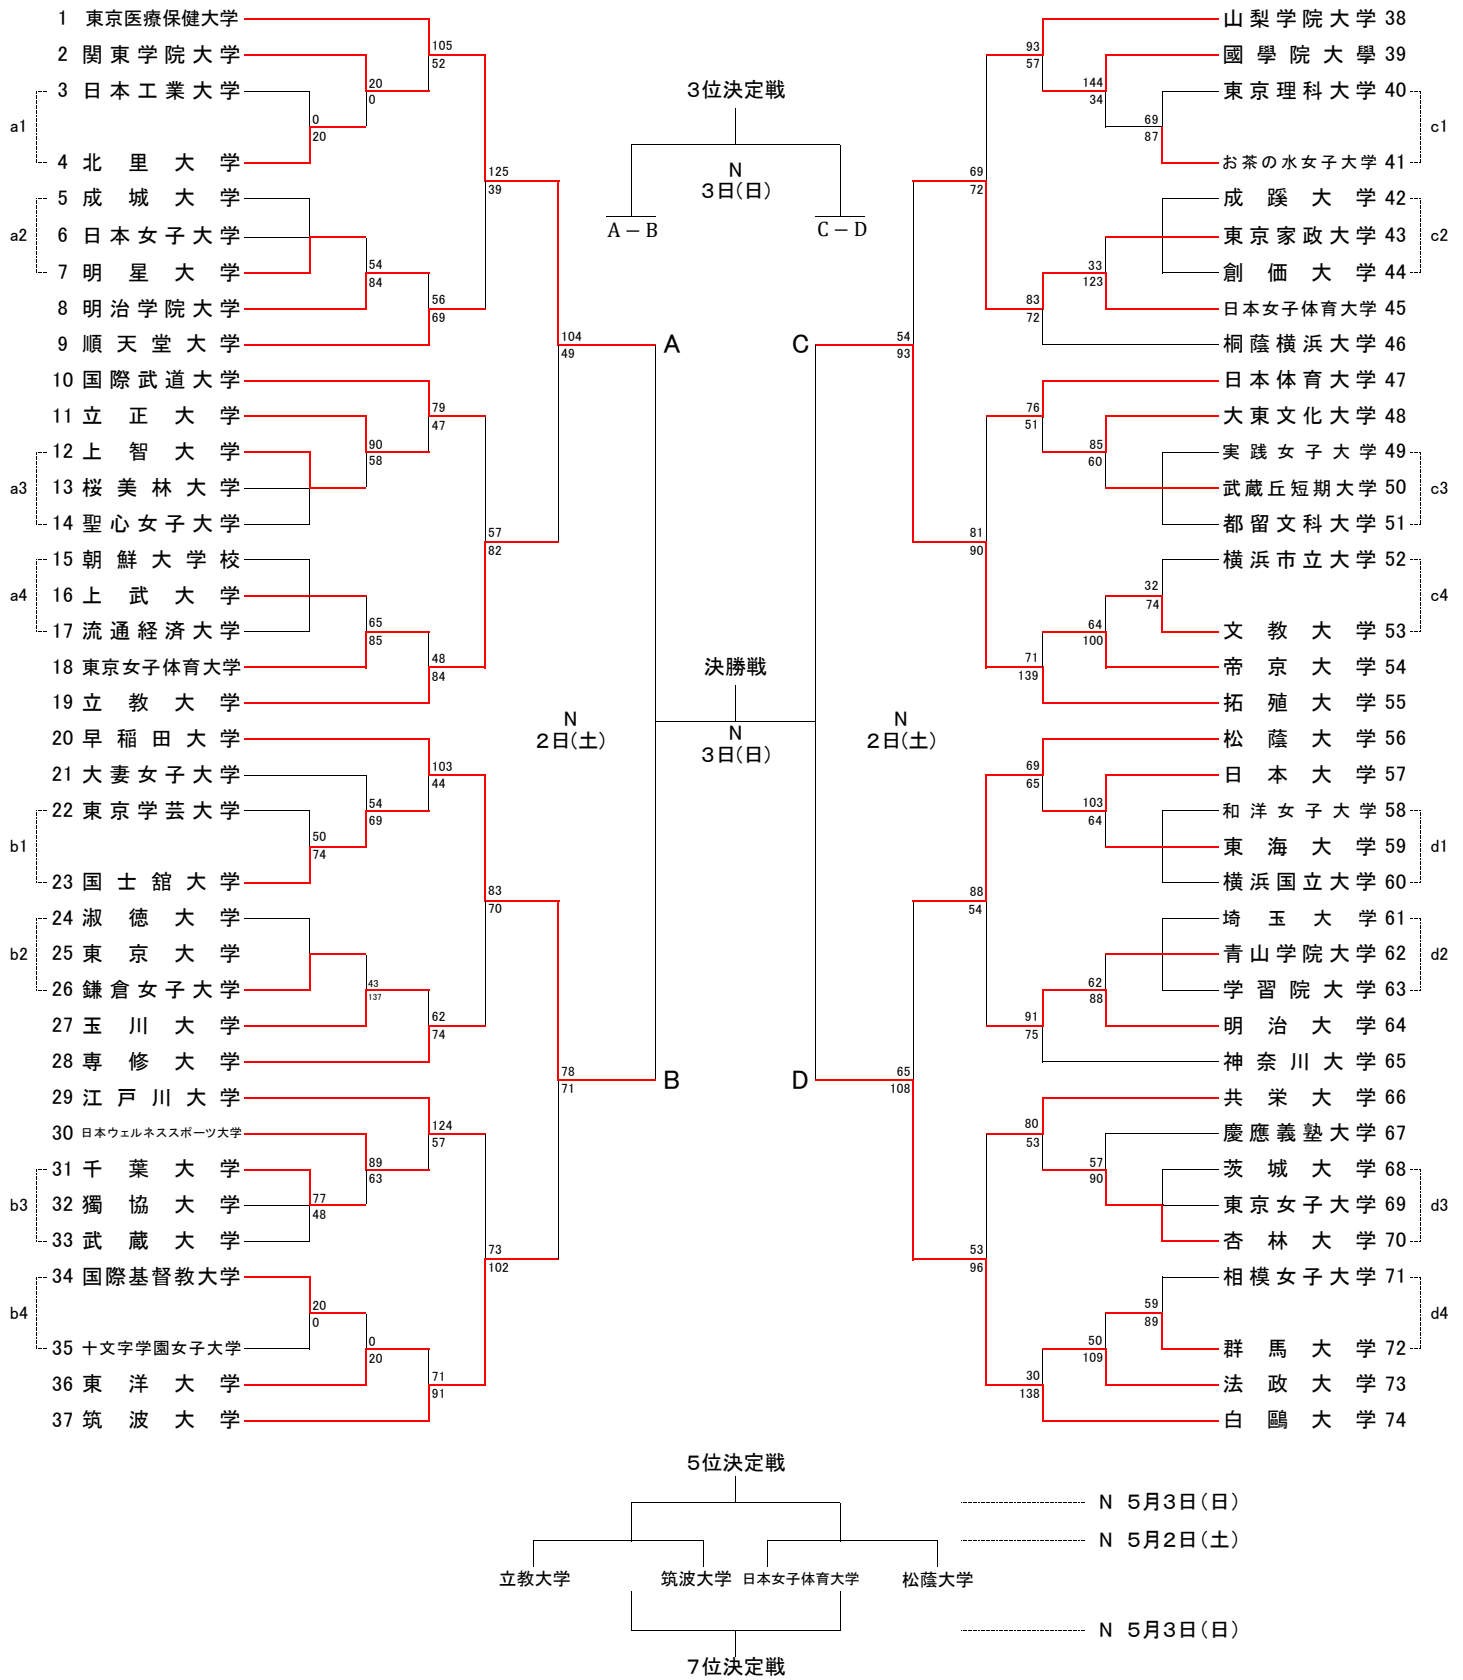 1 東京医療保健大学
2 関東学院大学
3 日本工業大学
4 北里大学
5 成城大学
6 日本女子大学
7 明星大学
8 明治学院大学
9 順天堂大学
10 国際武道大学
11 立正大学
12 上智大学
13 桜美林大学
14 聖心女子大学
15 朝鮮大学校
16 上武大学
17 流通経済大学
18 東京女子体育大学
19 立教大学
20 早稲田大学
21 大妻女子大学
22 東京学芸大学
23 国士舘大学
24 淑徳大学
25 東京大学
26 鎌倉女子大学
27 玉川大学
28 専修大学
29 江戸川大学
30 日本ウェルネススポーツ大学
31 千葉大学
32 獨協大学
33 武蔵大学
34 国際基督教大学
35 十文字学園女子大学
36 東洋大学
37 筑波大学
a1
a2
a3
a4
b1
b2
b3
b4
0
20
50
74
77
48
20
0
20
0
54
84
90
58
65
85
54
69
43
137
89
63
0
20
105
52
56
69
79
47
48
84
103
44
62
74
124
57
71
91
125
39
57
82
83
70
73
102
104
49
78
71
A
B
3位決定戦
N
3日(日)
A－B
C－D
決勝戦
N
3日(日)
N
2日(土)
N
2日(土)
C
D
54
93
65
108
69
72
81
90
88
54
53
96
93
57
83
72
76
51
71
139
69
65
91
75
80
53
30
138
144
34
33
123
85
60
64
100
103
64
62
88
57
90
50
109
69
87
32
74
59
89
山梨学院大学 38
國學院大學 39
東京理科大学 40
お茶の水女子大学 41
成蹊大学 42
東京家政大学 43
創価大学 44
日本女子体育大学 45
桐蔭横浜大学 46
日本体育大学 47
大東文化大学 48
実践女子大学 49
武蔵丘短期大学 50
都留文科大学 51
横浜市立大学 52
文教大学 53
帝京大学 54
拓殖大学 55
松蔭大学 56
日本大学 57
和洋女子大学 58
東海大学 59
横浜国立大学 60
埼玉大学 61
青山学院大学 62
学習院大学 63
明治大学 64
神奈川大学 65
共栄大学 66
慶應義塾大学 67
茨城大学 68
東京女子大学 69
杏林大学 70
相模女子大学 71
群馬大学 72
法政大学 73
白鷗大学 74
c1
c2
c3
c4
d1
d2
d3
d4
5位決定戦
N 5月3日(日)
N 5月2日(土)
立教大学 筑波大学 日本女子体育大学 松蔭大学
N 5月3日(日)
7位決定戦